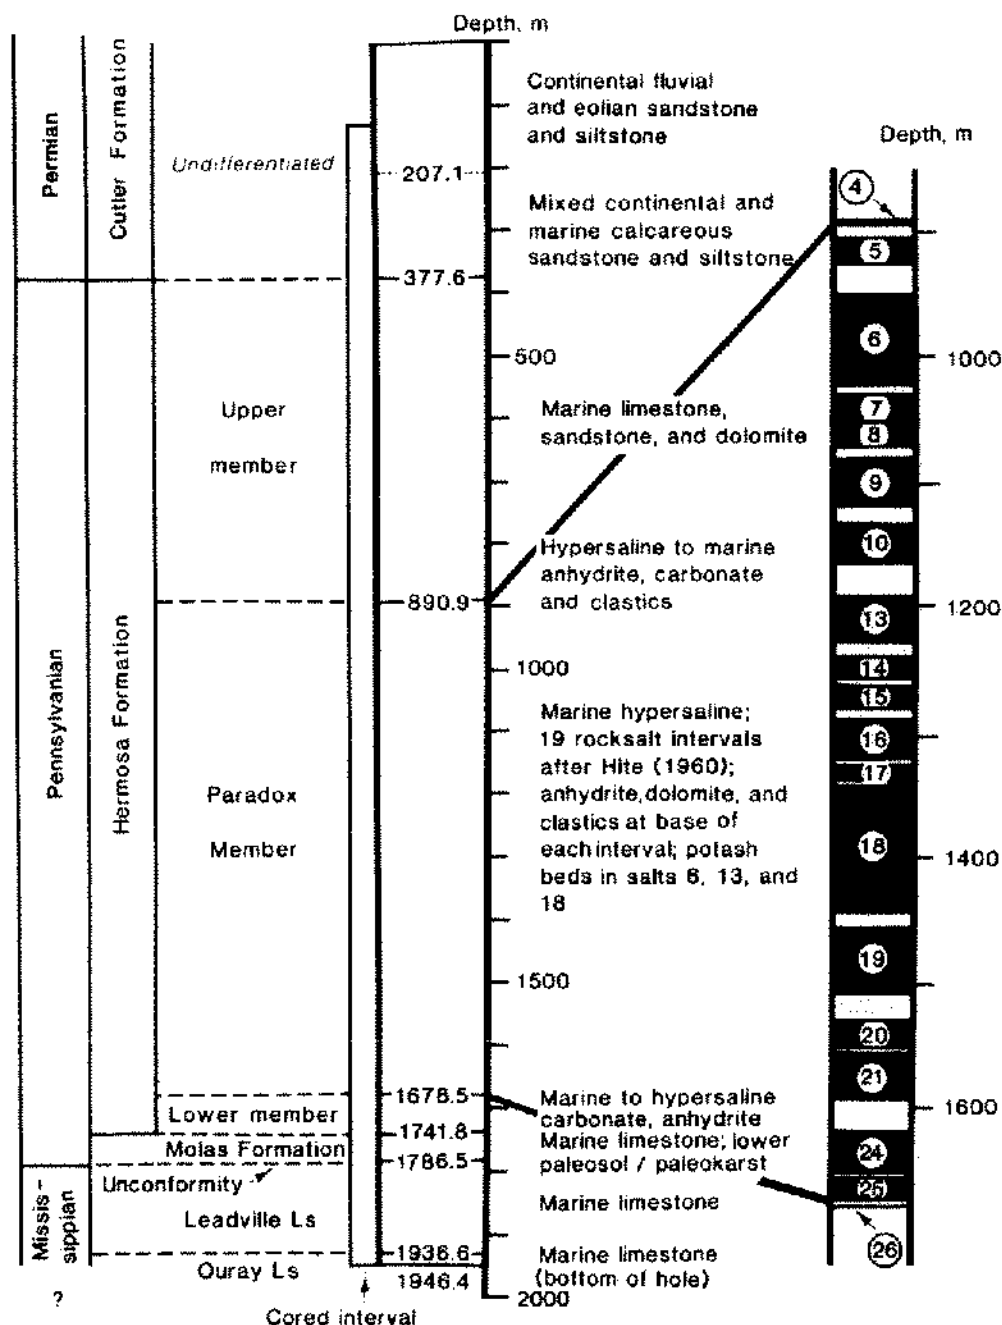 Depth, m
Permian
Cutler Formation
Undifferentiated
207.1
377.6
Continental fluvial
and eolian sandstone
and siltstone
Mixed continental and
marine calcareous
sandstone and siltstone
Pennsylvanian
Hermosa Formation
Upper
member
500
Marine limestone,
sandstone, and dolomite
Hypersaline to marine
anhydrite, carbonate
and clastics
890.9
1000
Paradox
Member
Marine hypersaline;
19 rocksalt intervals
after Hite (1960);
anhydrite, dolomite, and
clastics at base of
each interval; potash
beds in salts 6, 13, and
18
1500
1678.5
Lower member
Marine to hypersaline
carbonate, anhydrite
1741.8
Molas Formation
Marine limestone; lower
paleosol / paleokarst
1786.5
Unconformity
Missis-
sippian
Leadville Ls
Marine limestone
1936.6
Ouray Ls
Marine limestone
(bottom of hole)
1946.4
2000
?
Cored interval
Depth, m
4
5
6
1000
7
8
9
10
13
1200
14
15
16
17
18
1400
19
20
21
1600
24
25
26